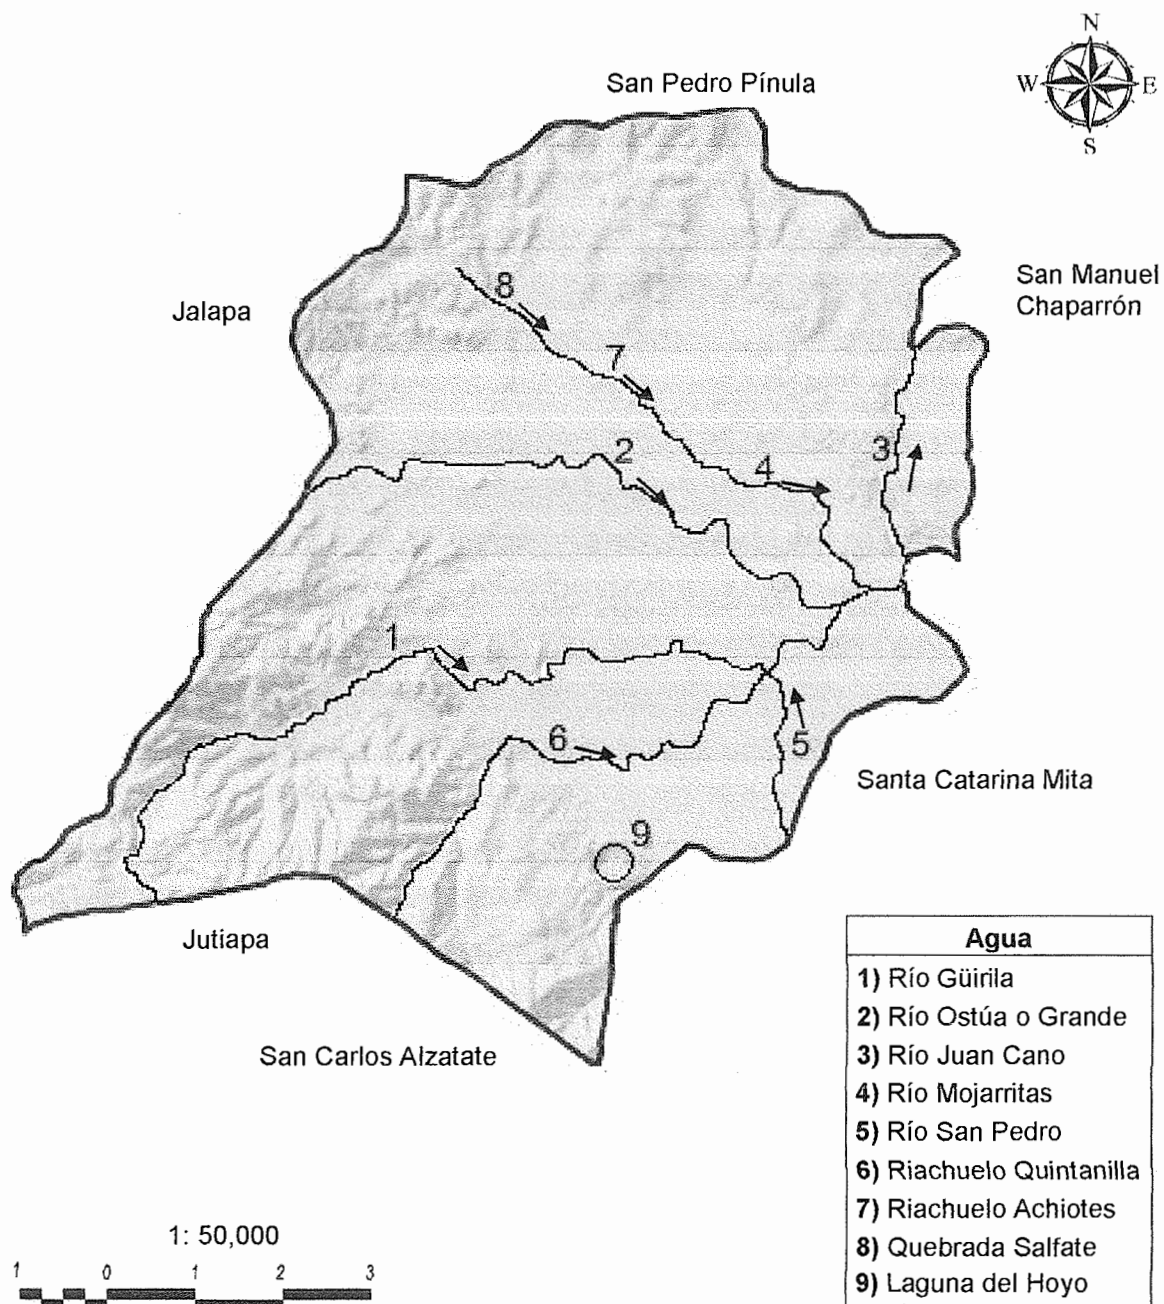 N
W E
S
San Pedro Pínula
San Manuel
Chaparrón
Jalapa
8
7
2
4
3
1
6
5
Santa Catarina Mita
9
Jutiapa
San Carlos Alzatate
Agua
1) Río Güirila
2) Río Ostúa o Grande
3) Río Juan Cano
4) Río Mojarritas
5) Río San Pedro
6) Riachuelo Quintanilla
7) Riachuelo Achiotes
8) Quebrada Salfate
9) Laguna del Hoyo
1: 50,000
1 0 1 2 3